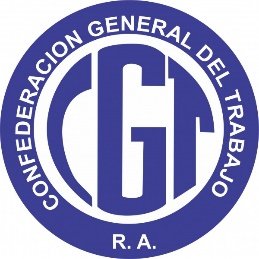 CONFEDERACION GENERAL DEL TRABAJO
CGT
R. A.